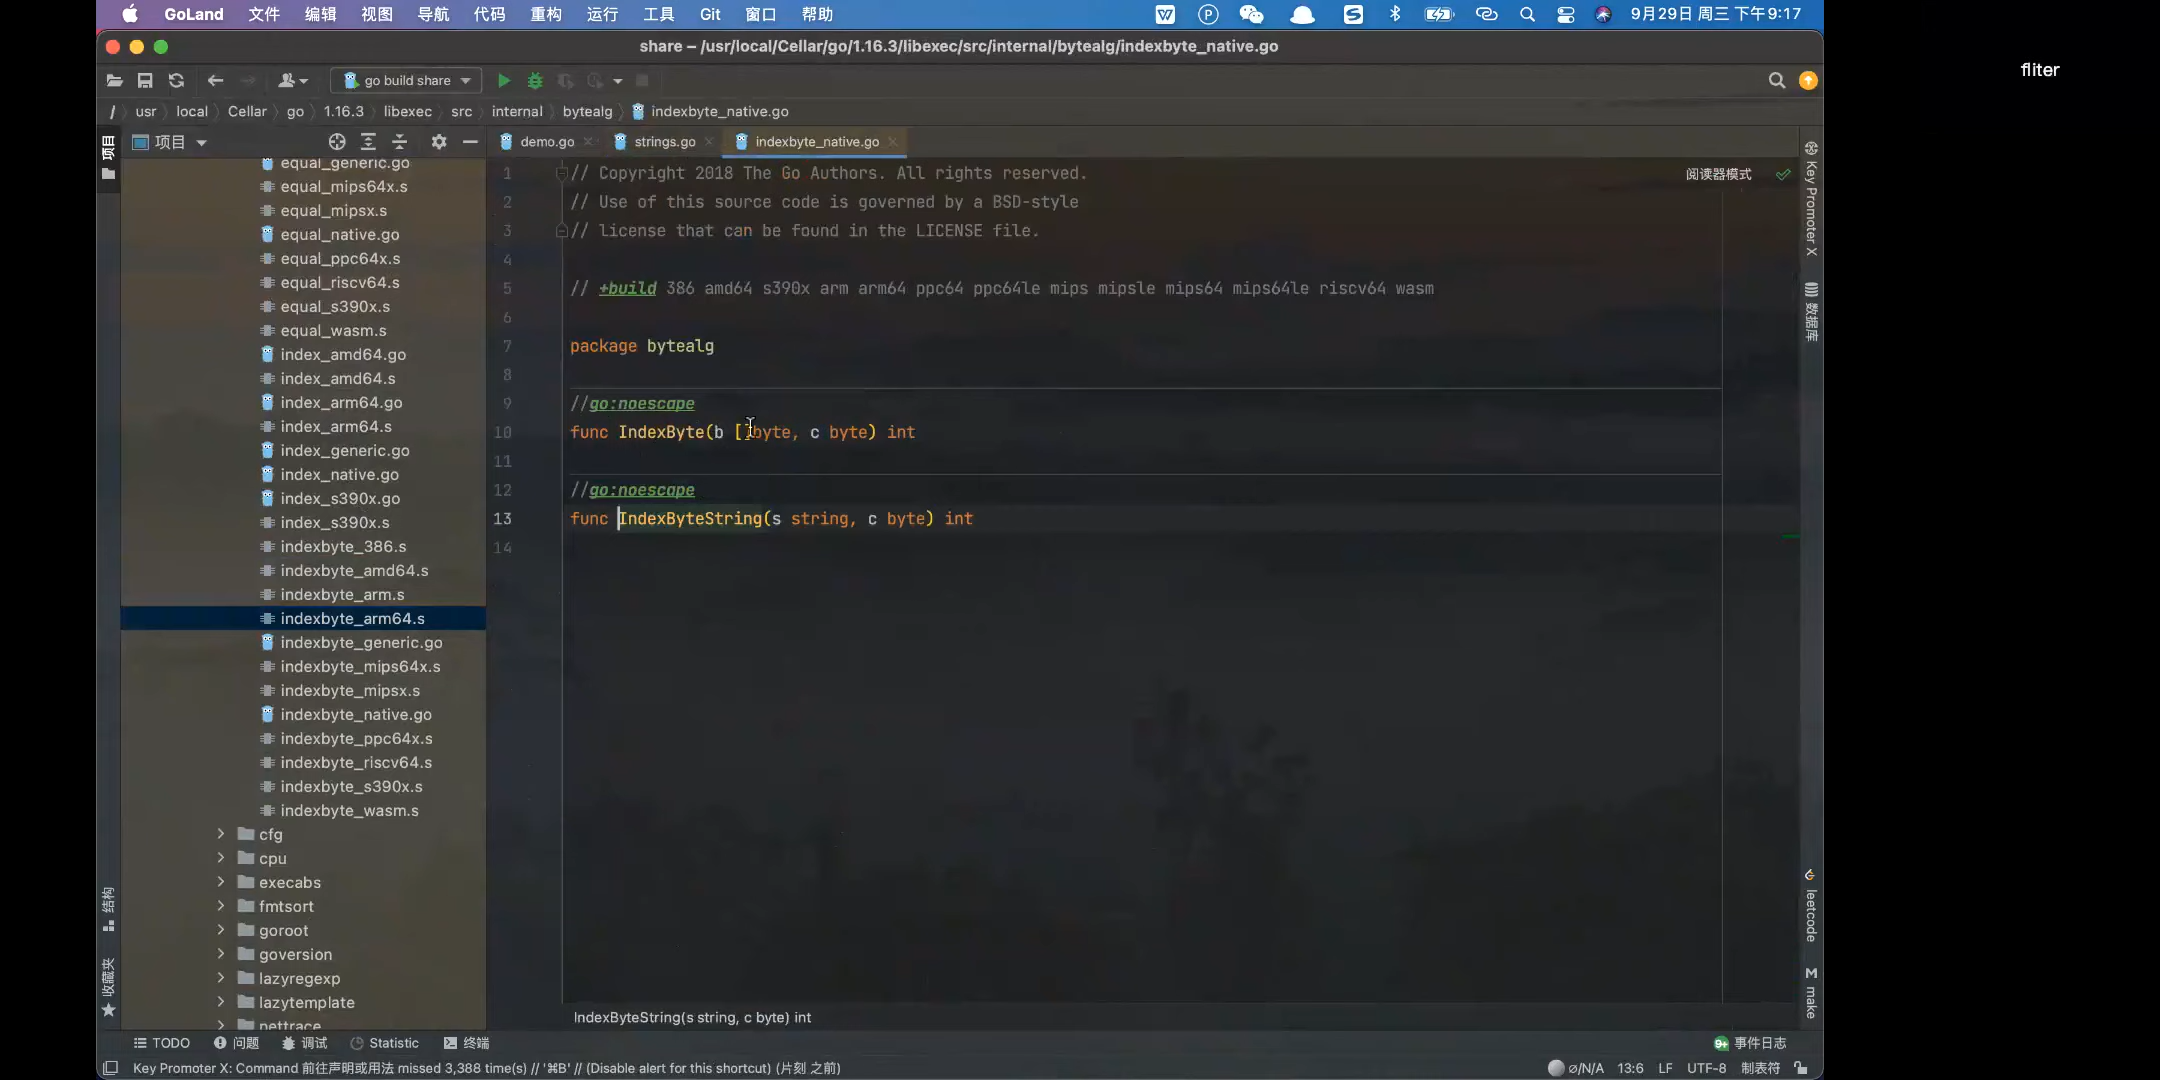 GoLand 文件 编辑 视图 导航 代码 重构 运行 工具 Git 窗口 帮助 9月29日 周三 下午9:17
share – /usr/local/Cellar/go/1.16.3/libexec/src/internal/bytealg/indexbyte_native.go
fliter
go build share
/ usr local Cellar go 1.16.3 libexec src internal bytealg indexbyte_native.go
项目
项目
demo.go strings.go indexbyte_native.go
equal_generic.go
equal_mips64x.s
equal_mipsx.s
equal_native.go
equal_ppc64x.s
equal_riscv64.s
equal_s390x.s
equal_wasm.s
index_amd64.go
index_amd64.s
index_arm64.go
index_arm64.s
index_generic.go
index_native.go
index_s390x.go
index_s390x.s
indexbyte_386.s
indexbyte_amd64.s
indexbyte_arm.s
indexbyte_arm64.s
indexbyte_generic.go
indexbyte_mips64x.s
indexbyte_mipsx.s
indexbyte_native.go
indexbyte_ppc64x.s
indexbyte_riscv64.s
indexbyte_s390x.s
indexbyte_wasm.s
cfg
cpu
execabs
fmtsort
goroot
goversion
lazyregexp
lazytemplate
nettrace
结构
收藏夹
1 // Copyright 2018 The Go Authors. All rights reserved.
2 // Use of this source code is governed by a BSD-style
3 // license that can be found in the LICENSE file.
4
5 // +build 386 amd64 s390x arm arm64 ppc64 ppc64le mips mipsle mips64 mips64le riscv64 wasm
6
7 package bytealg
8
9 //go:noescape
10 func IndexByte(b []byte, c byte) int
11
12 //go:noescape
13 func IndexByteString(s string, c byte) int
14
阅读器模式
Key Promoter X
数据库
leetcode
M make
IndexByteString(s string, c byte) int
TODO 问题 调试 Statistic 终端 9+ 事件日志
Key Promoter X: Command 前往声明或用法 missed 3,388 time(s) // '⌘B' // (Disable alert for this shortcut) (片刻 之前) ⌀/N/A 13:6 LF UTF-8 制表符